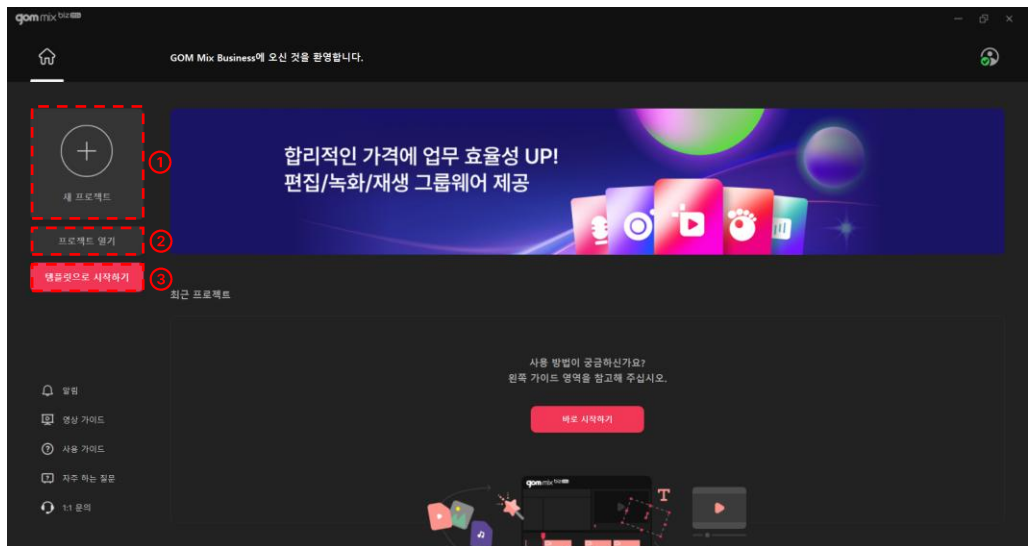 gom mix biz
GOM Mix Business에 오신 것을 환영합니다.
새 프로젝트
①
프로젝트 열기
②
템플릿으로 시작하기
③
합리적인 가격에 업무 효율성 UP!
편집/녹화/재생 그룹웨어 제공
최근 프로젝트
사용 방법이 궁금하신가요?
왼쪽 가이드 영역을 참고해 주십시오.
바로 시작하기
알림
영상 가이드
사용 가이드
자주 하는 질문
1:1 문의
gom mix biz
T